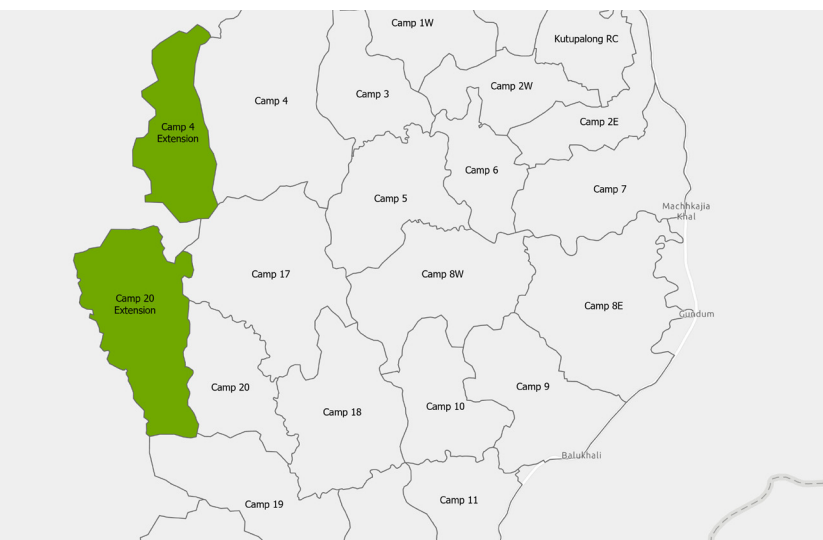 Camp 1W
Kutupalong RC
Camp 2W
Camp 3
Camp 4
Camp 2E
Camp 4
Extension
Camp 6
Camp 7
Camp 5
Machhkajia
Khal
Camp 17
Camp 8W
Camp 20
Extension
Camp 8E
Gundum
Camp 20
Camp 9
Camp 10
Camp 18
Balukhali
Camp 11
Camp 19